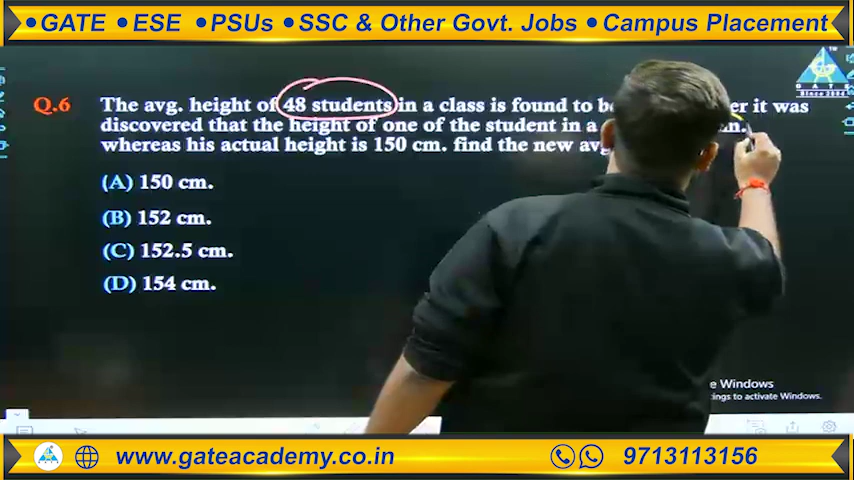 •GATE •ESE •PSUs •SSC & Other Govt. Jobs •Campus Placement
GATE
Since 2004
Q.6 The avg. height of 48 students in a class is found to be it was
discovered that the height of one of the student in a
whereas his actual height is 150 cm. find the new
(A) 150 cm.
(B) 152 cm.
(C) 152.5 cm.
(D) 154 cm.
Windows
to activate Windows.
www.gateacademy.co.in
9713113156